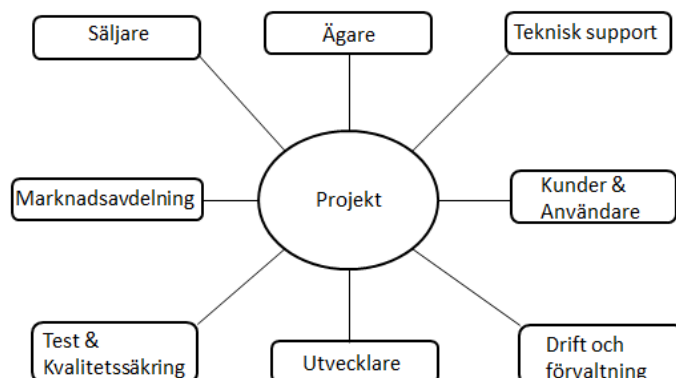 Säljare
Ägare
Teknisk support
Marknadsavdelning
Projekt
Kunder &
Användare
Test &
Kvalitetssäkring
Utvecklare
Drift och
förvaltning